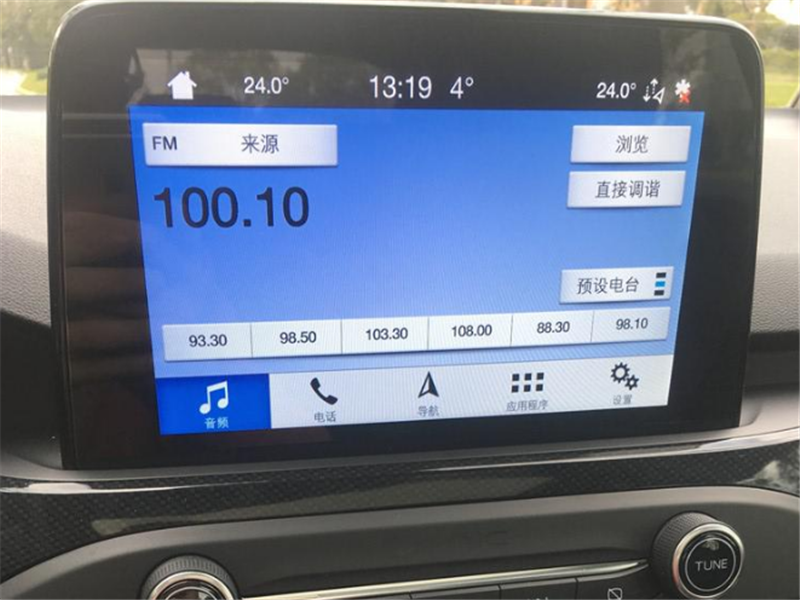 24.0° 13:19 4° 24.0°
FM 来源 浏览
直接调谐
100.10
预设电台
93.30 98.50 103.30 108.00 88.30 98.10
音频 电话 导航 应用程序 设置
TUNE